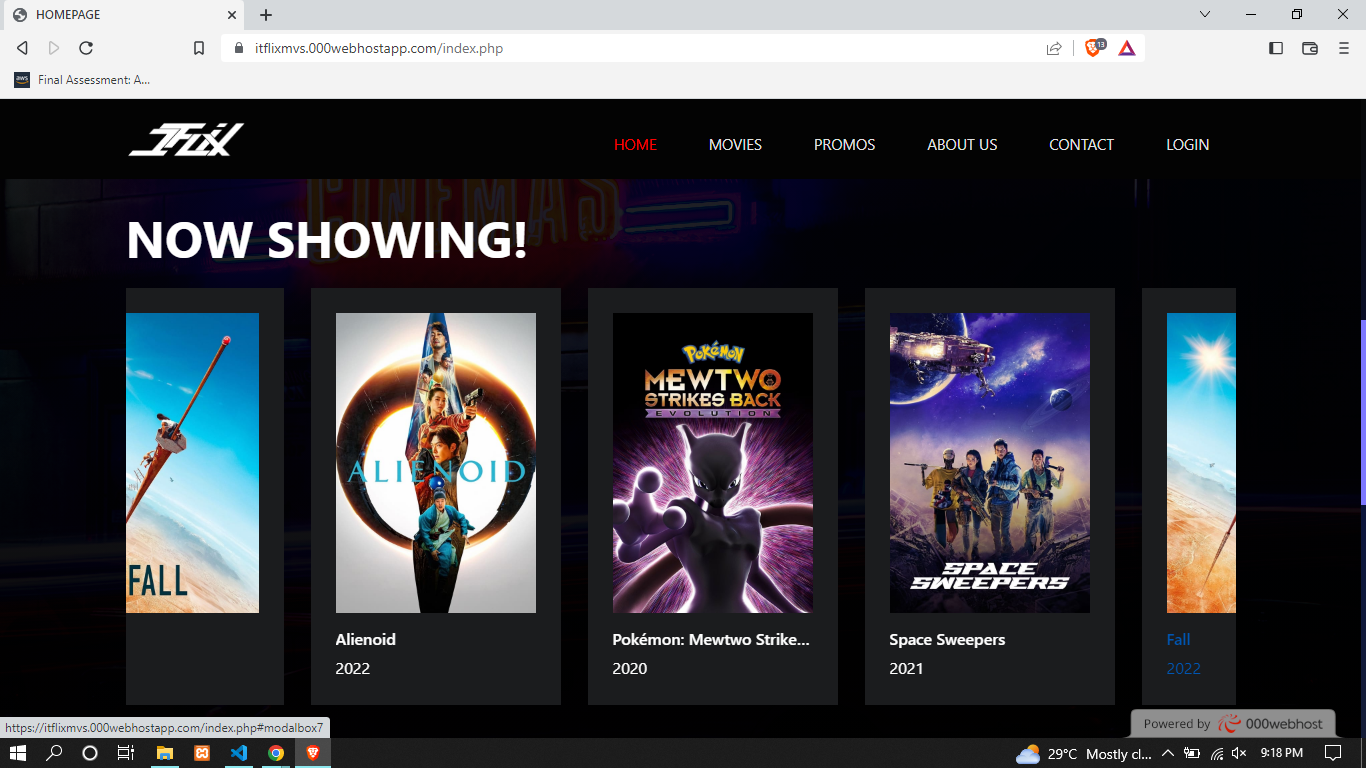 HOMEPAGE
itflixmvs.000webhostapp.com/index.php
13
aws
Final Assessment: A...
ITFLIX
HOME
MOVIES
PROMOS
ABOUT US
CONTACT
LOGIN
CINEMAS
NOW SHOWING!
FALL
ALIENOID
Alienoid
2022
POKéMON
MEWTWO
STRIKES BACK
EVOLUTION
Pokémon: Mewtwo Strike...
2020
SPACE
SWEEPERS
Space Sweepers
2021
Fall
2022
https://itflixmvs.000webhostapp.com/index.php#modalbox7
Powered by 000webhost
29°C Mostly cl...
9:18 PM